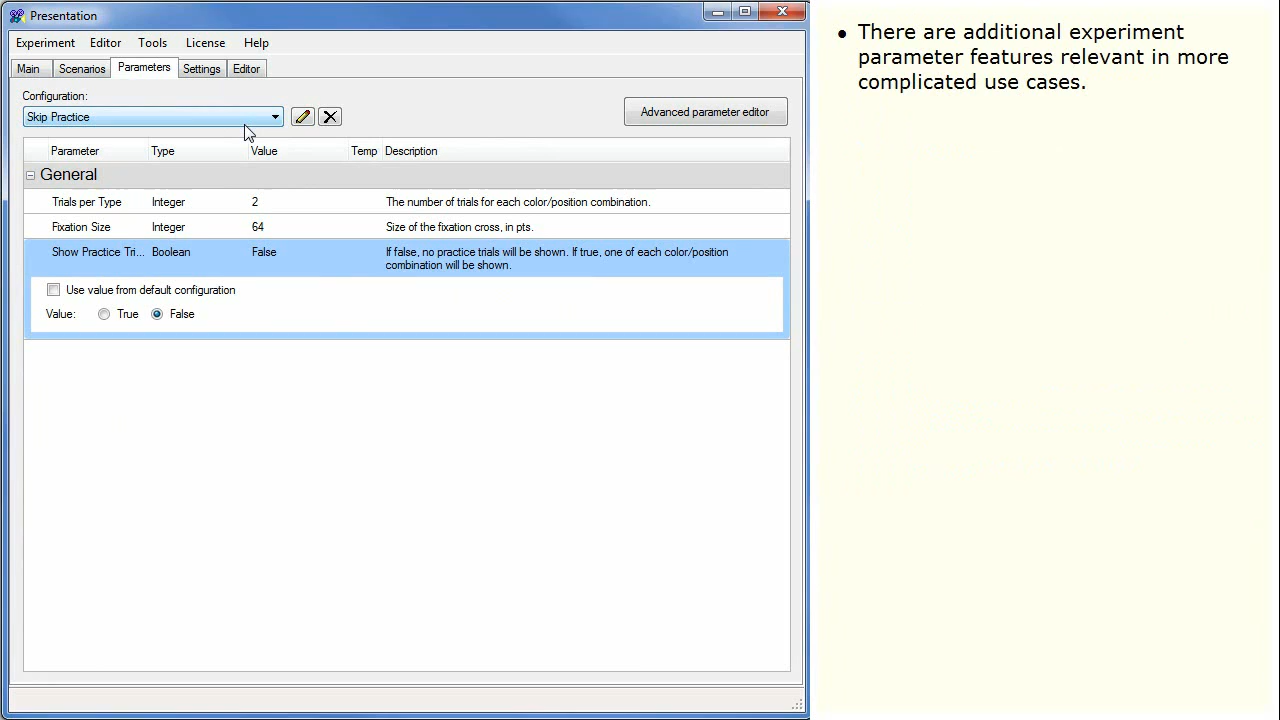 Presentation
Experiment Editor Tools License Help
Main Scenarios Parameters Settings Editor
Configuration:
Skip Practice
Advanced parameter editor
Parameter Type Value Temp Description
General
Trials per Type Integer 2 The number of trials for each color/position combination.
Fixation Size Integer 64 Size of the fixation cross, in pts.
Show Practice Tri... Boolean False If false, no practice trials will be shown. If true, one of each color/position
combination will be shown.
Use value from default configuration
Value: True False
• There are additional experiment
parameter features relevant in more
complicated use cases.